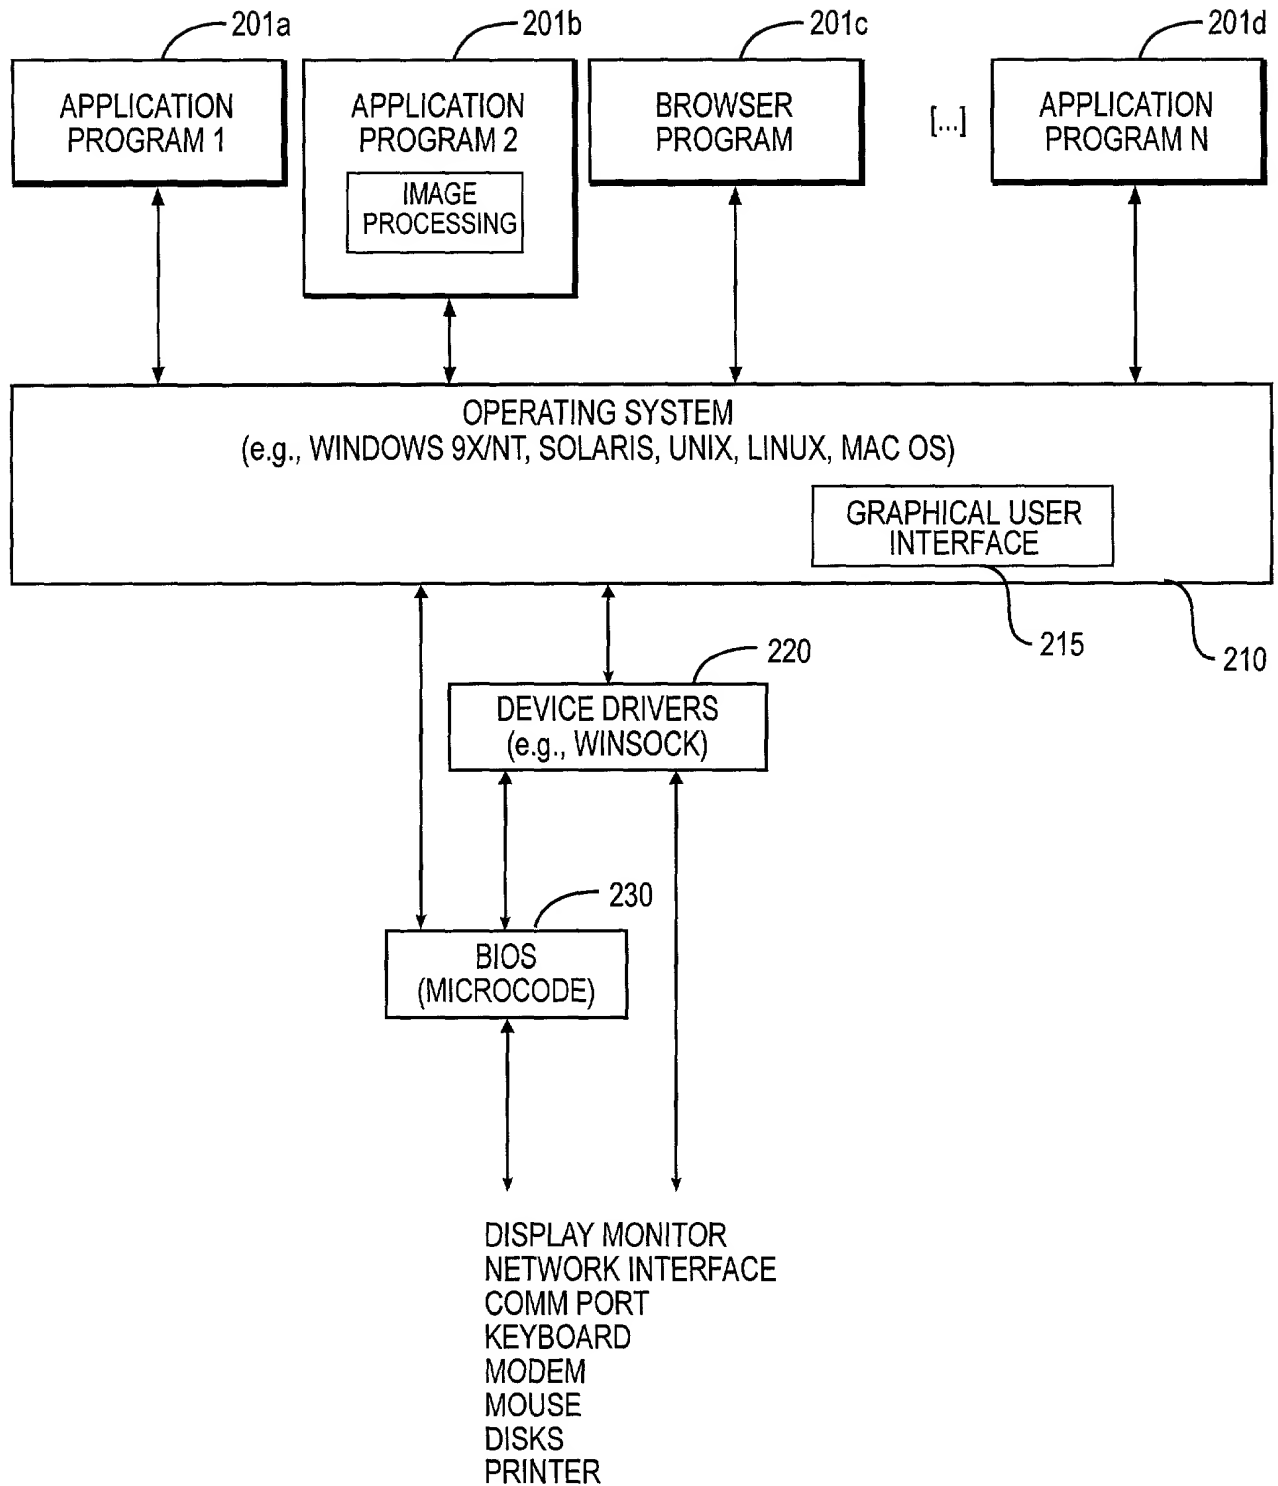 201a
201b
201c
201d
APPLICATION
PROGRAM 1
APPLICATION
PROGRAM 2
IMAGE
PROCESSING
BROWSER
PROGRAM
[...]
APPLICATION
PROGRAM N
OPERATING SYSTEM
(e.g., WINDOWS 9X/NT, SOLARIS, UNIX, LINUX, MAC OS)
GRAPHICAL USER
INTERFACE
215
210
220
DEVICE DRIVERS
(e.g., WINSOCK)
230
BIOS
(MICROCODE)
DISPLAY MONITOR
NETWORK INTERFACE
COMM PORT
KEYBOARD
MODEM
MOUSE
DISKS
PRINTER